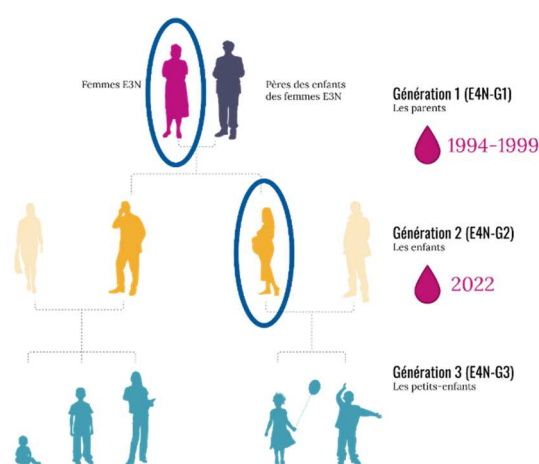 Femmes E3N
Pères des enfants
des femmes E3N
Génération 1 (E4N-G1)
Les parents
1994-1999
Génération 2 (E4N-G2)
Les enfants
2022
Génération 3 (E4N-G3)
Les petits-enfants